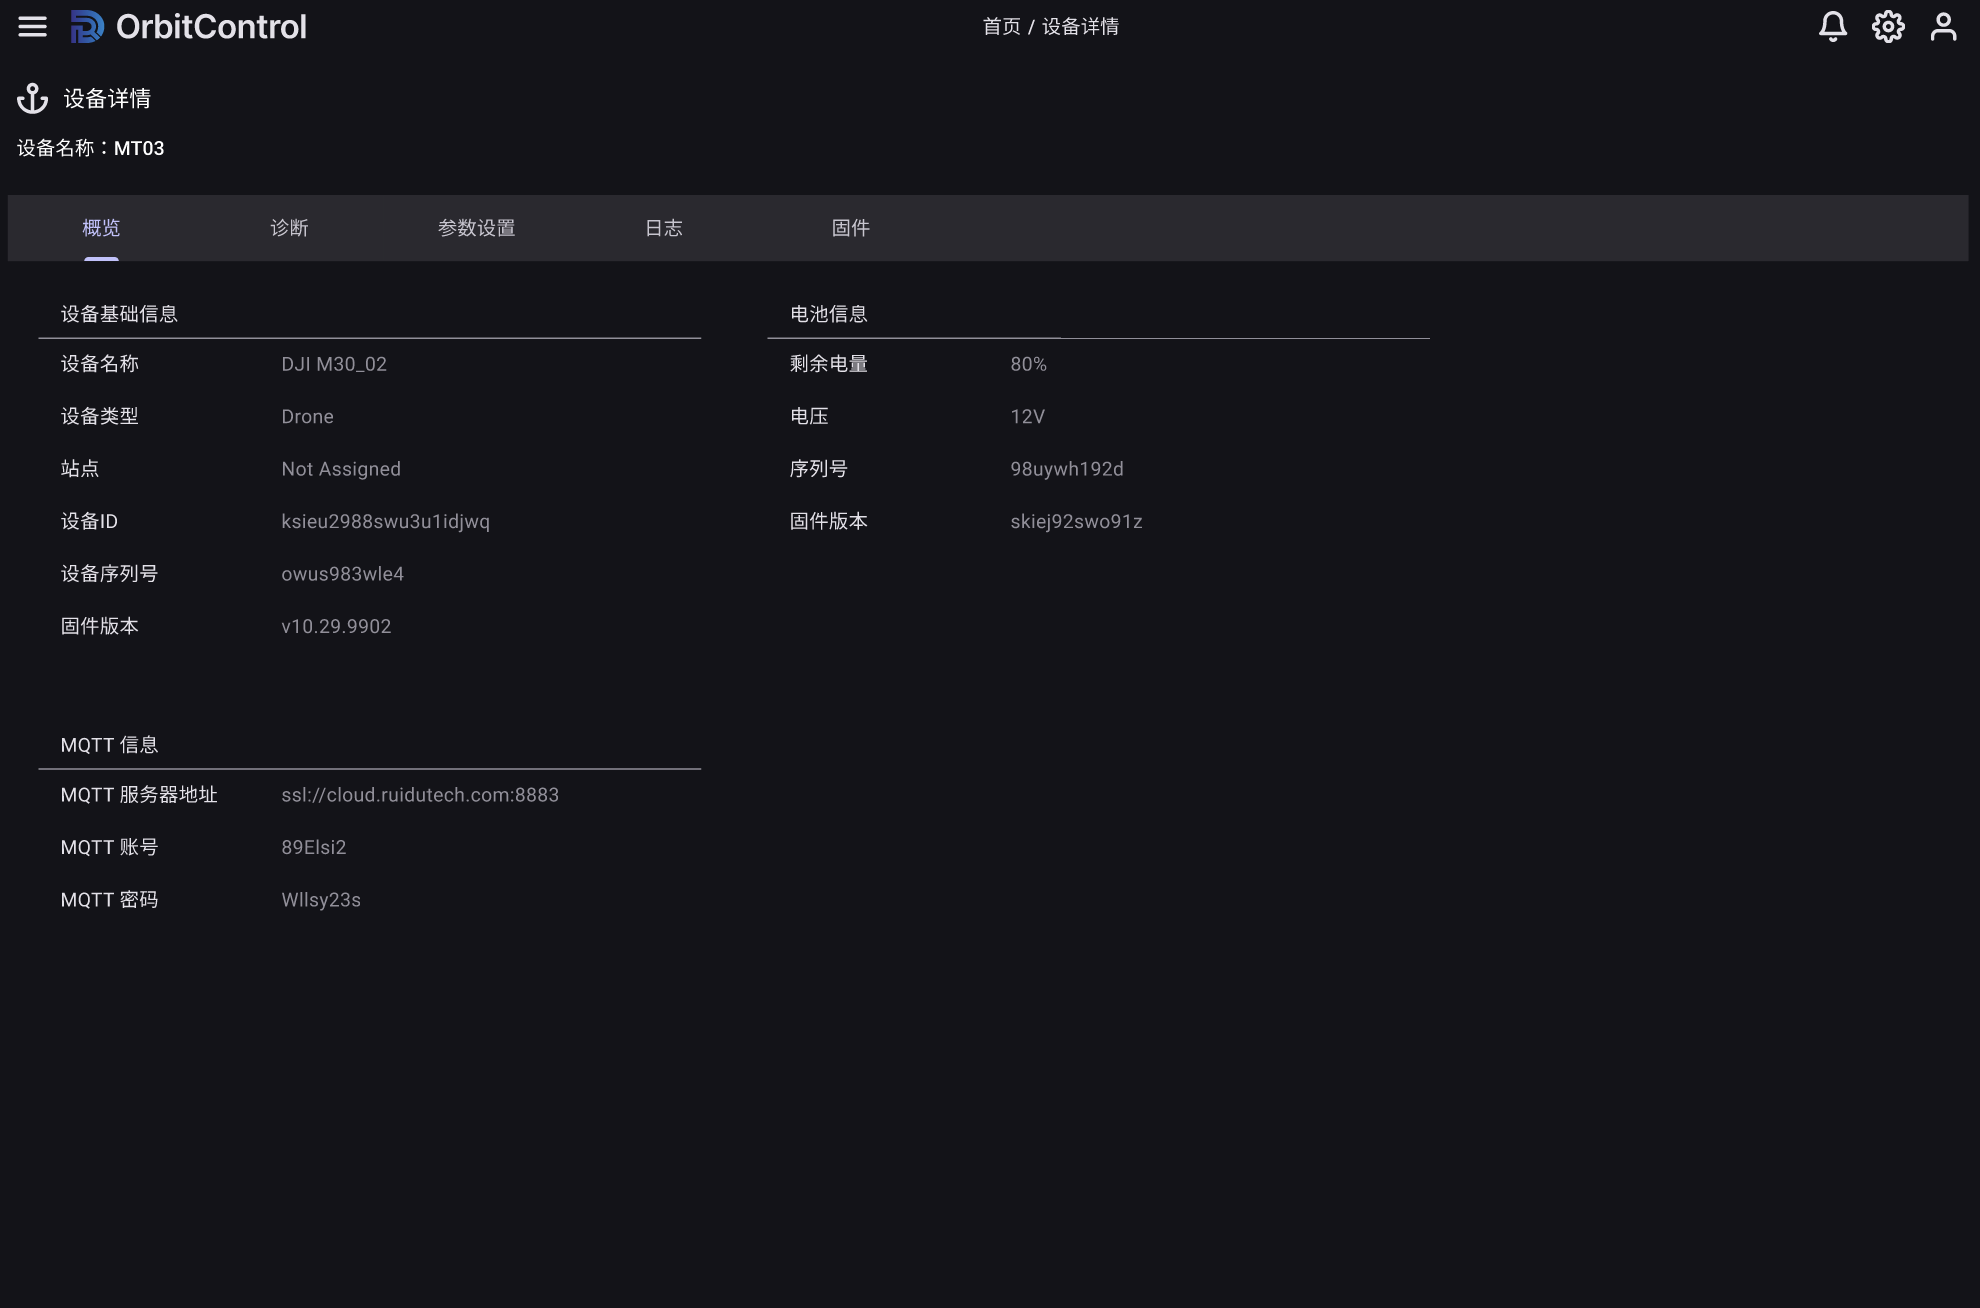 OrbitControl
首页 / 设备详情
设备详情
设备名称：MT03
概览 诊断 参数设置 日志 固件
设备基础信息
设备名称 DJI M30_02
设备类型 Drone
站点 Not Assigned
设备ID ksieu2988swu3u1idjwq
设备序列号 owus983wle4
固件版本 v10.29.9902
电池信息
剩余电量 80%
电压 12V
序列号 98uywh192d
固件版本 skiej92swo91z
MQTT 信息
MQTT 服务器地址 ssl://cloud.ruidutech.com:8883
MQTT 账号 89Elsi2
MQTT 密码 Wllsy23s